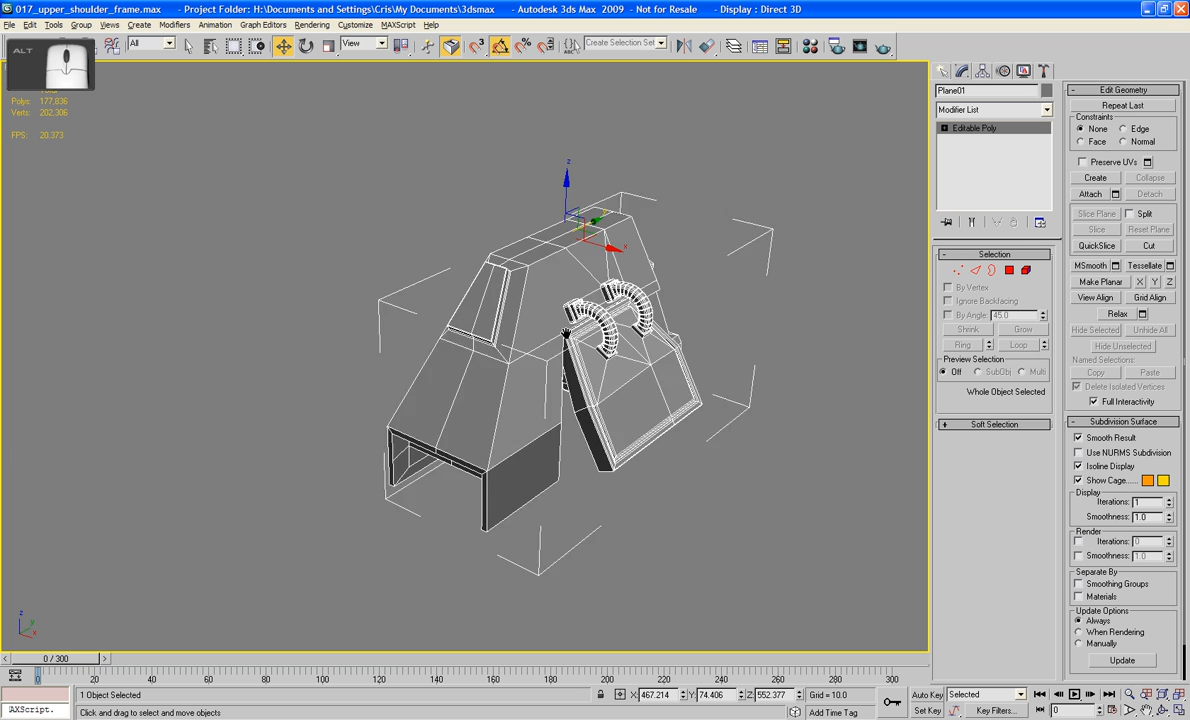 017_upper_shoulder_frame.max - Project Folder: H:\Documents and Settings\Cris\My Documents\3dsmax - Autodesk 3ds Max 2009 - Not for Resale - Display : Direct 3D
File Edit Tools Group Views Create Modifiers Animation Graph Editors Rendering Customize MAXScript Help
All View Create Selection Set
ALT
Polys: 177,836
Verts: 202,306
FPS: 20.373
z
x
z
y
x
Plane01
Modifier List
Editable Poly
Selection
By Vertex
Ignore Backfacing
By Angle: 45.0
Shrink Grow
Ring Loop
Preview Selection
Off SubObj Multi
Whole Object Selected
Soft Selection
Edit Geometry
Repeat Last
Constraints
None Edge
Face Normal
Preserve UVs
Create Collapse
Attach Detach
Slice Plane Split
Slice Reset Plane
QuickSlice Cut
MSmooth Tessellate
Make Planar X Y Z
View Align Grid Align
Relax
Hide Selected Unhide All
Hide Unselected
Named Selections:
Copy Paste
Delete Isolated Vertices
Full Interactivity
Subdivision Surface
Smooth Result
Use NURMS Subdivision
Isoline Display
Show Cage......
Display
Iterations: 1
Smoothness: 1.0
Render
Iterations: 0
Smoothness: 1.0
Separate By
Smoothing Groups
Materials
Update Options
Always
When Rendering
Manually
Update
0 / 300
0 20 40 60 80 100 120 140 160 180 200 220 240 260 280 300
1 Object Selected X: 467.214 Y: 74.406 Z: 552.377 Grid = 10.0 Auto Key Selected
AXScript. Click and drag to select and move objects Add Time Tag Set Key Key Filters... 0